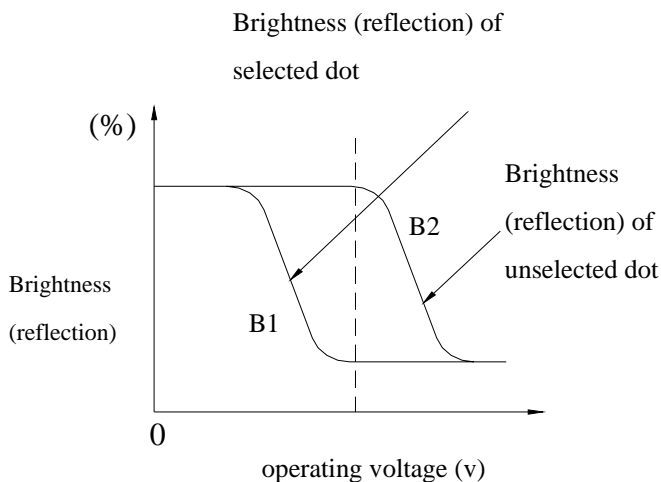 Brightness (reflection) of
selected dot
(%)
Brightness
(reflection) of
unselected dot
B2
Brightness
(reflection)
B1
0
operating voltage (v)